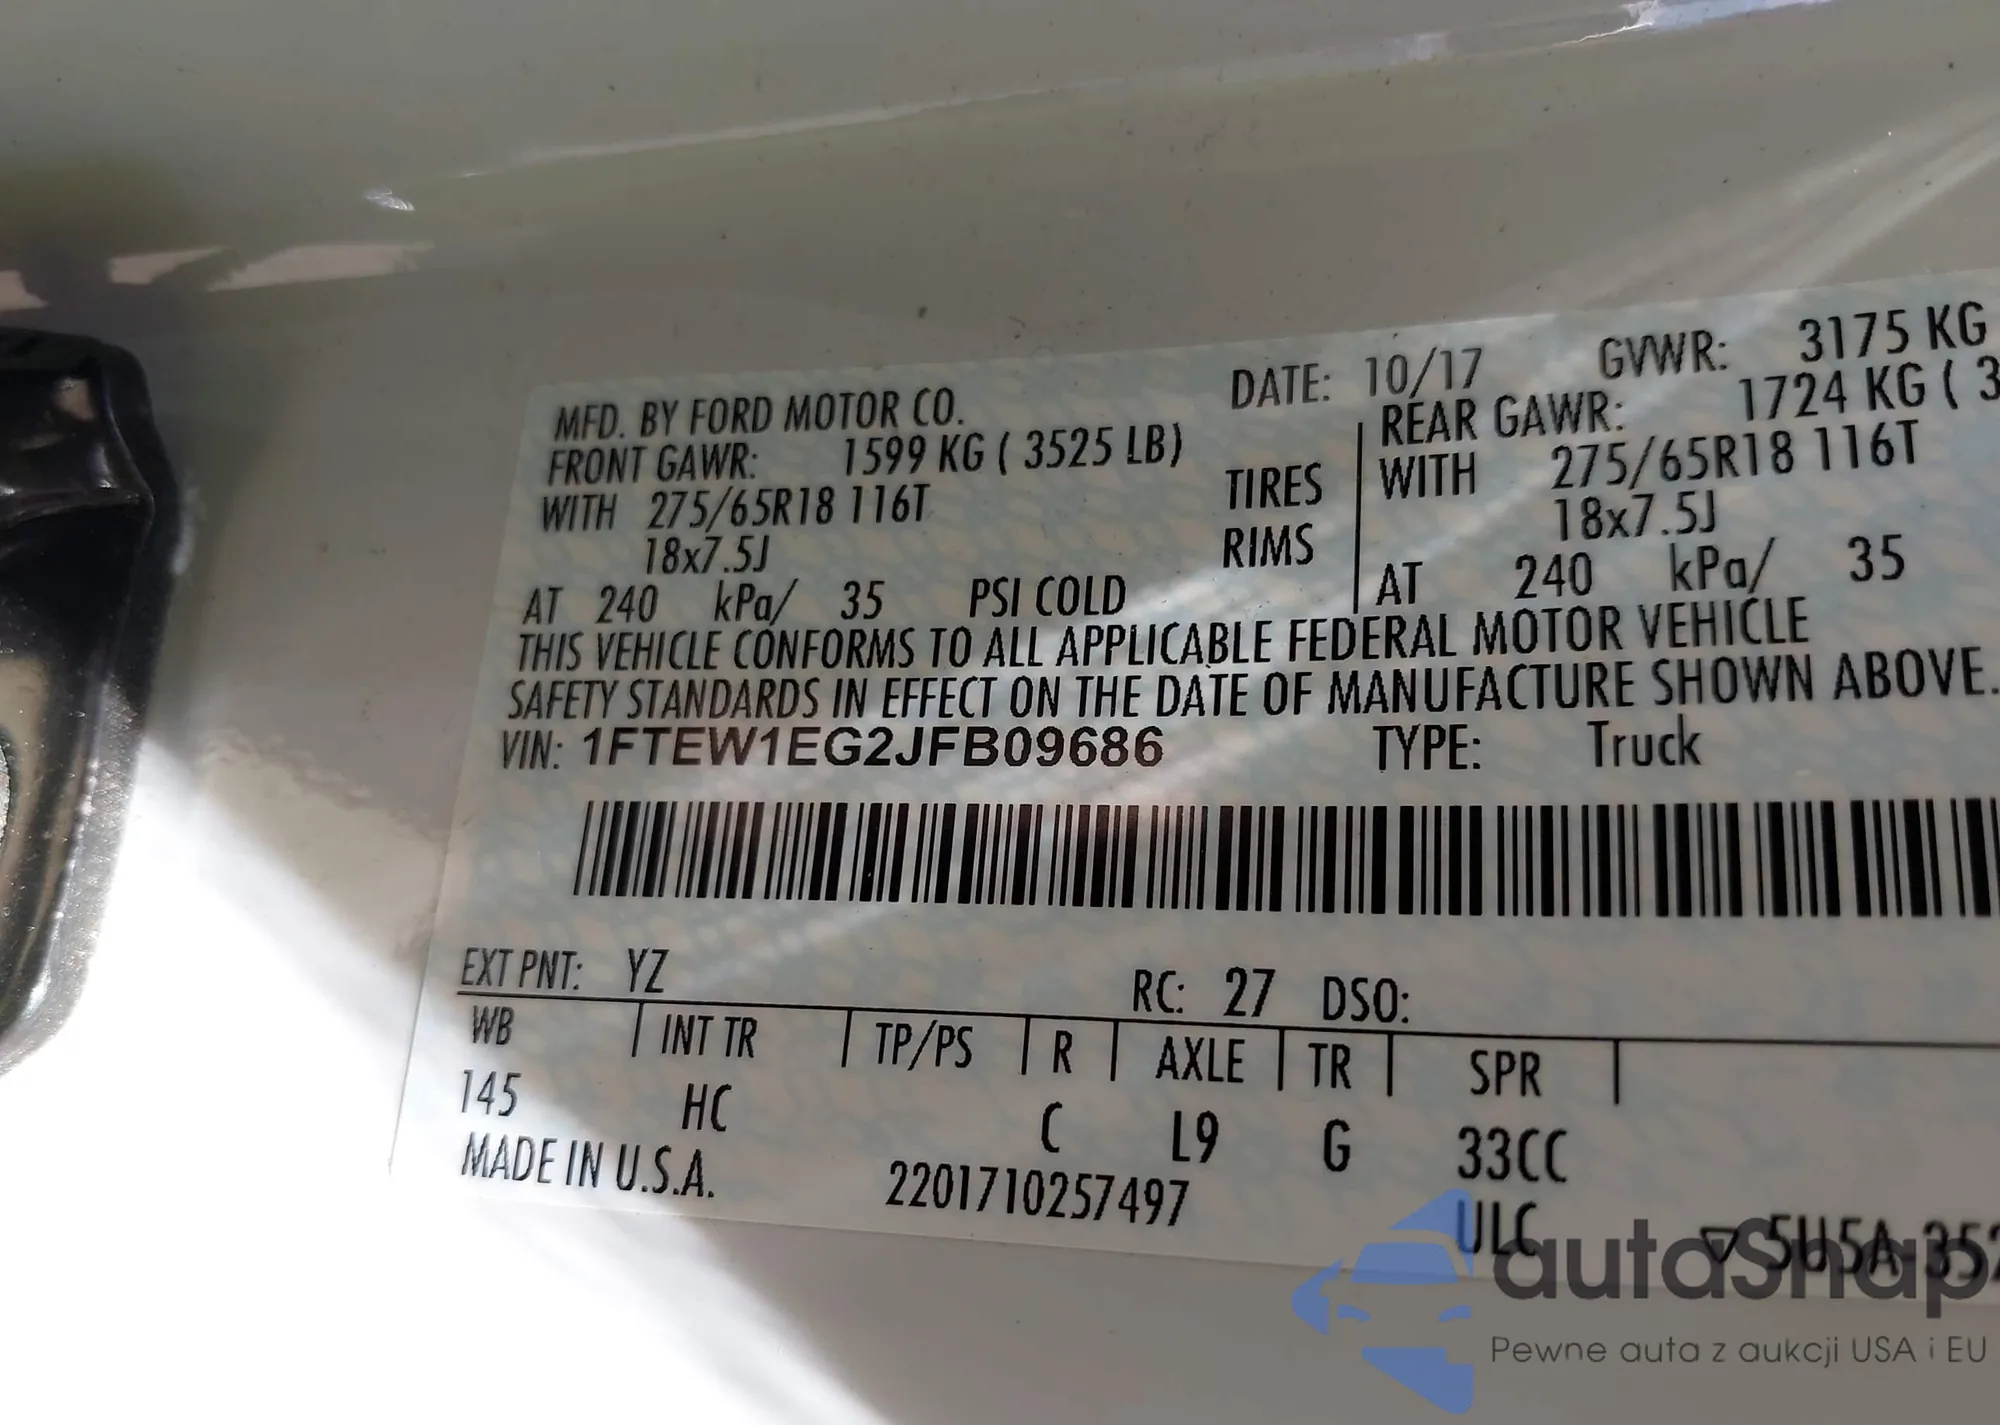 MFD. BY FORD MOTOR CO. DATE: 10/17 GVWR: 3175 KG
FRONT GAWR: 1599 KG ( 3525 LB) REAR GAWR: 1724 KG ( 3
WITH 275/65R18 116T TIRES WITH 275/65R18 116T
18x7.5J RIMS 18x7.5J
AT 240 kPa/ 35 PSI COLD AT 240 kPa/ 35
THIS VEHICLE CONFORMS TO ALL APPLICABLE FEDERAL MOTOR VEHICLE
SAFETY STANDARDS IN EFFECT ON THE DATE OF MANUFACTURE SHOWN ABOVE.
VIN: 1FTEW1EG2JFB09686 TYPE: Truck
EXT PNT: YZ RC: 27 DSO:
WB INT TR TP/PS R AXLE TR SPR
145 HC C L9 G 33CC
MADE IN U.S.A. 2201710257497
ULC ▽ 5U5A-352
autoSnap
Pewne auta z aukcji USA i EU